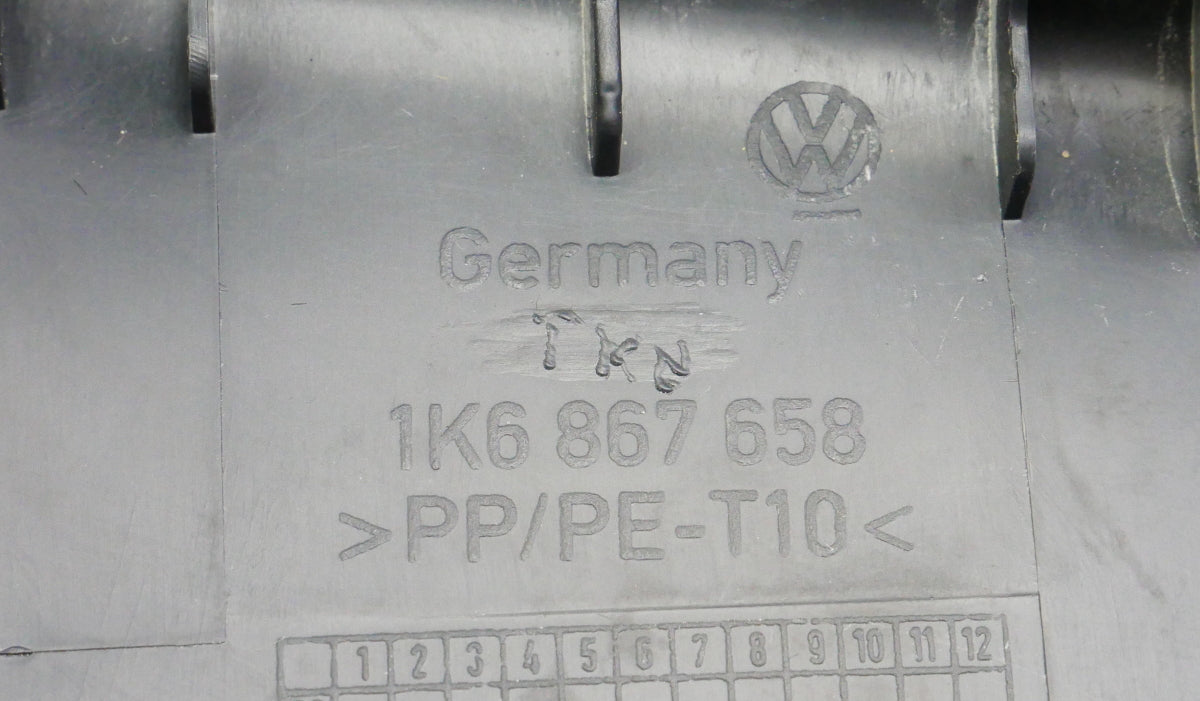 Germany
TKN
1K6 867 658
>PP/PE-T10<
1 2 3 4 5 6 7 8 9 10 11 12